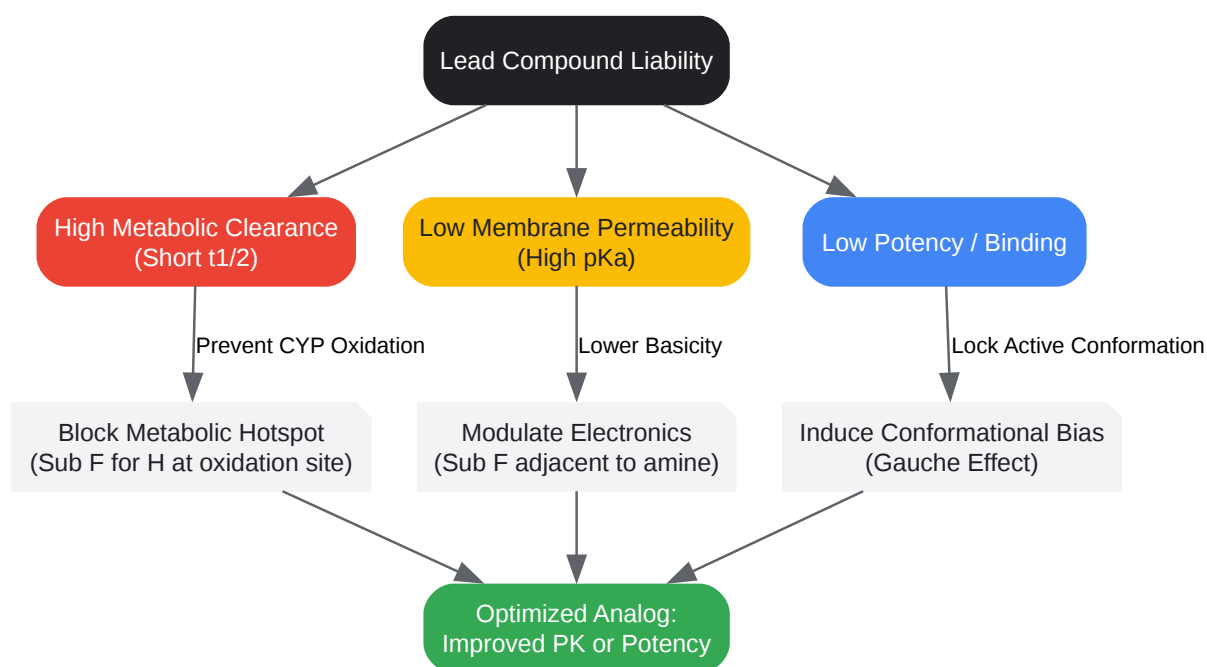 Lead Compound Liability
High Metabolic Clearance
(Short t1/2)
Low Membrane Permeability
(High pKa)
Low Potency / Binding
Prevent CYP Oxidation
Lower Basicity
Lock Active Conformation
Block Metabolic Hotspot
(Sub F for H at oxidation site)
Modulate Electronics
(Sub F adjacent to amine)
Induce Conformational Bias
(Gauche Effect)
Optimized Analog:
Improved PK or Potency